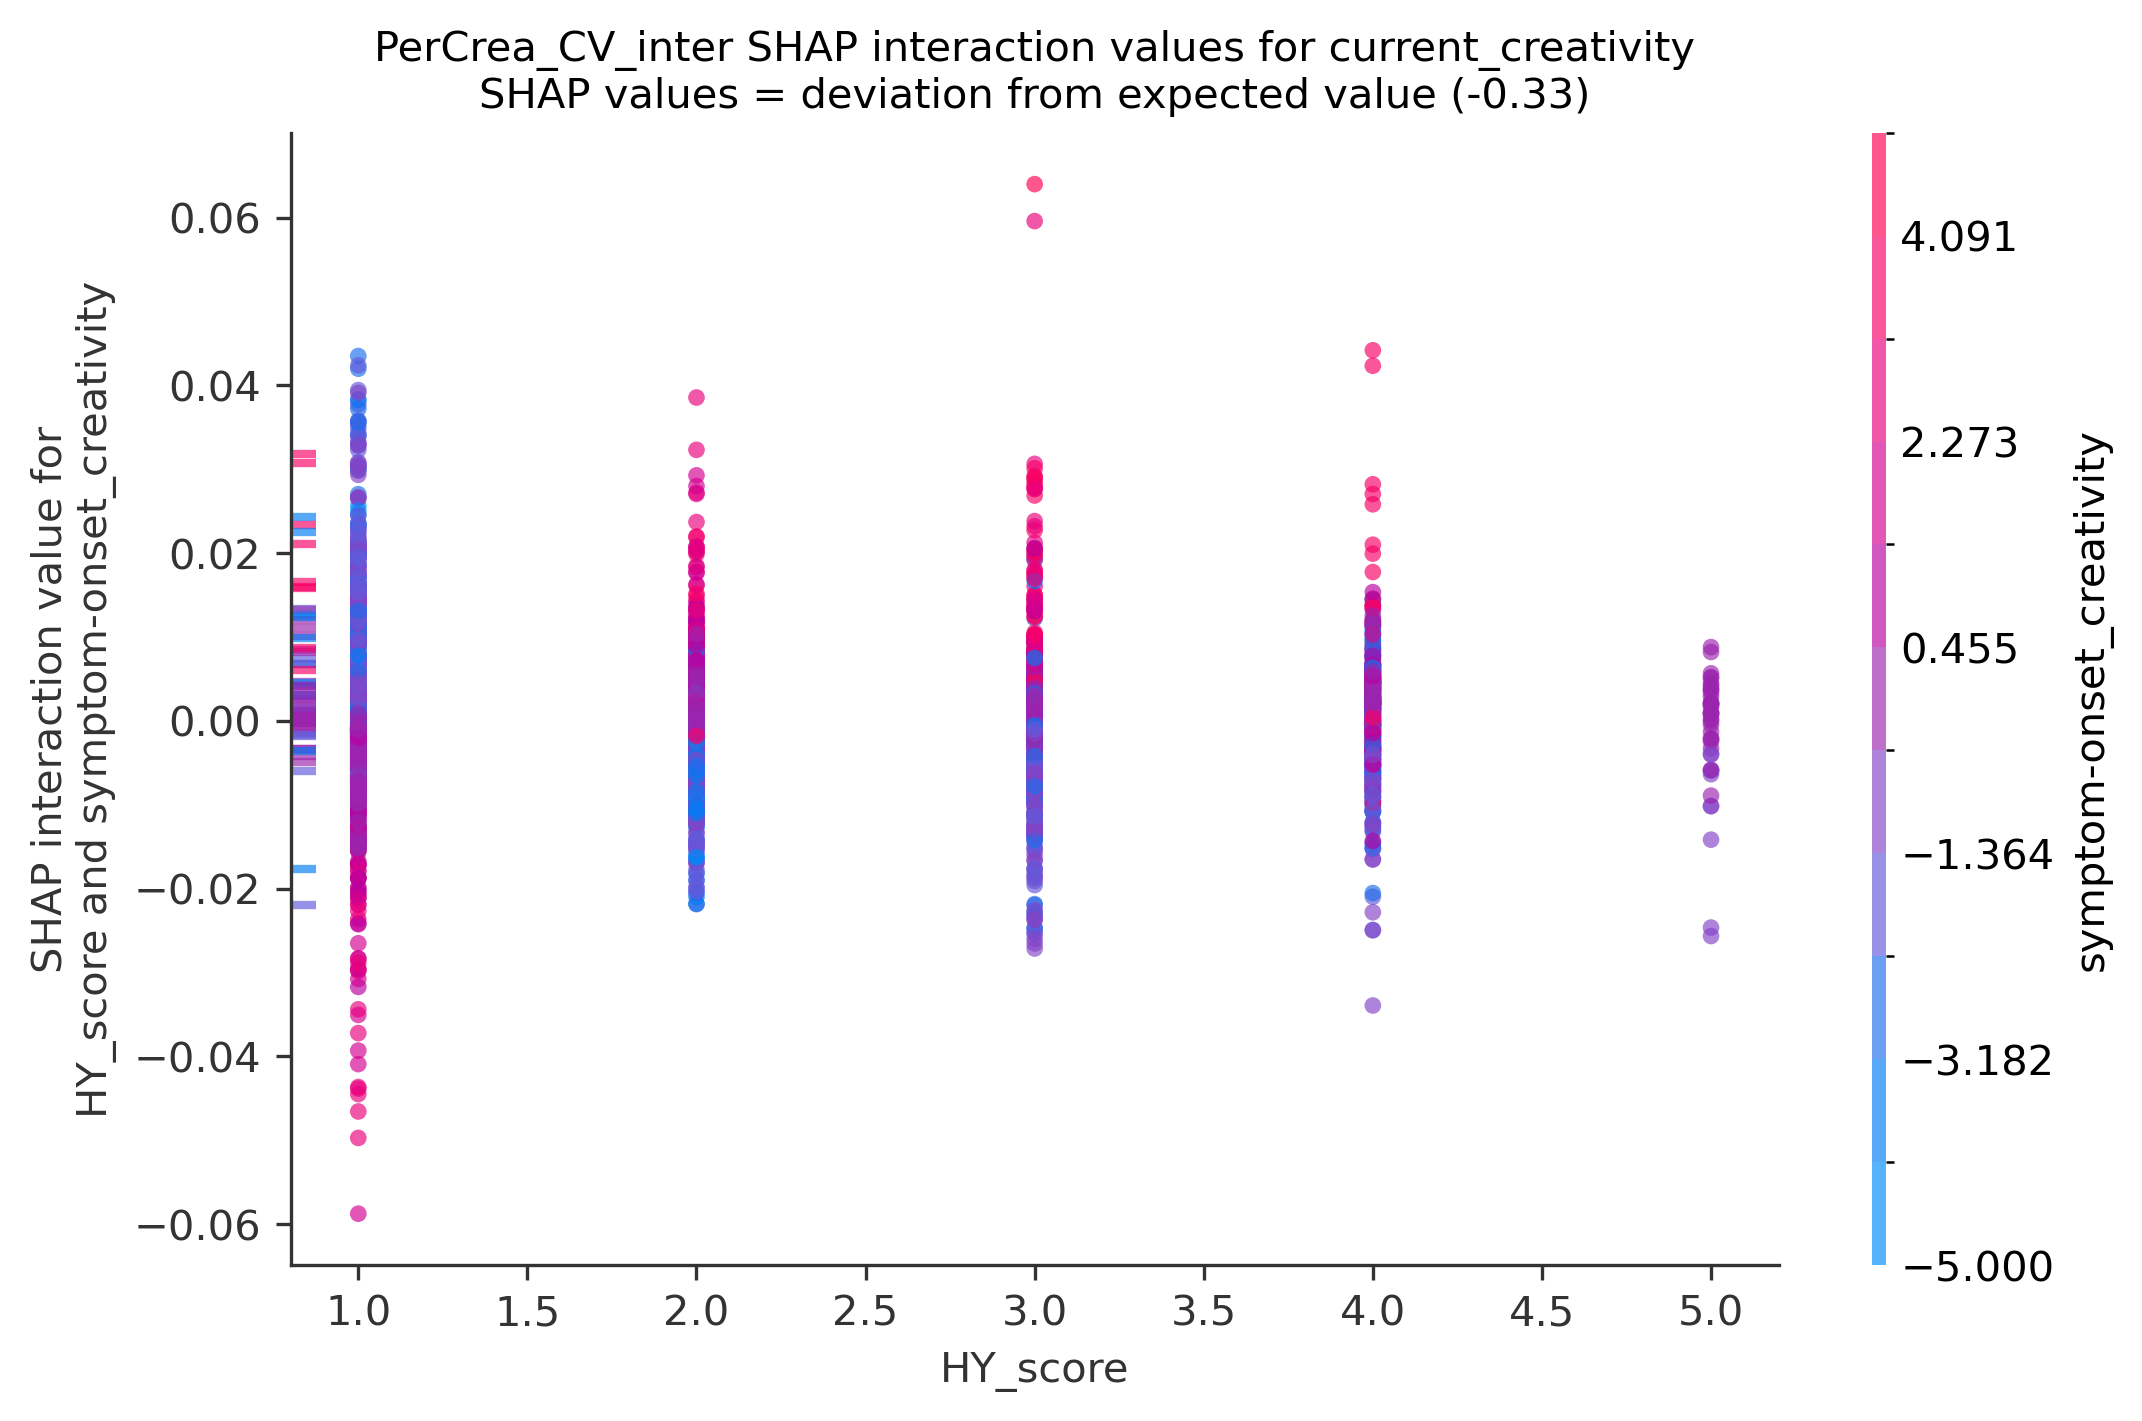 PerCrea_CV_inter SHAP interaction values for current_creativity
SHAP values = deviation from expected value (-0.33)
SHAP interaction value for
HY_score and symptom-onset_creativity
0.06
0.04
0.02
0.00
−0.02
−0.04
−0.06
1.0 1.5 2.0 2.5 3.0 3.5 4.0 4.5 5.0
HY_score
4.091
2.273
0.455
−1.364
−3.182
−5.000
symptom-onset_creativity